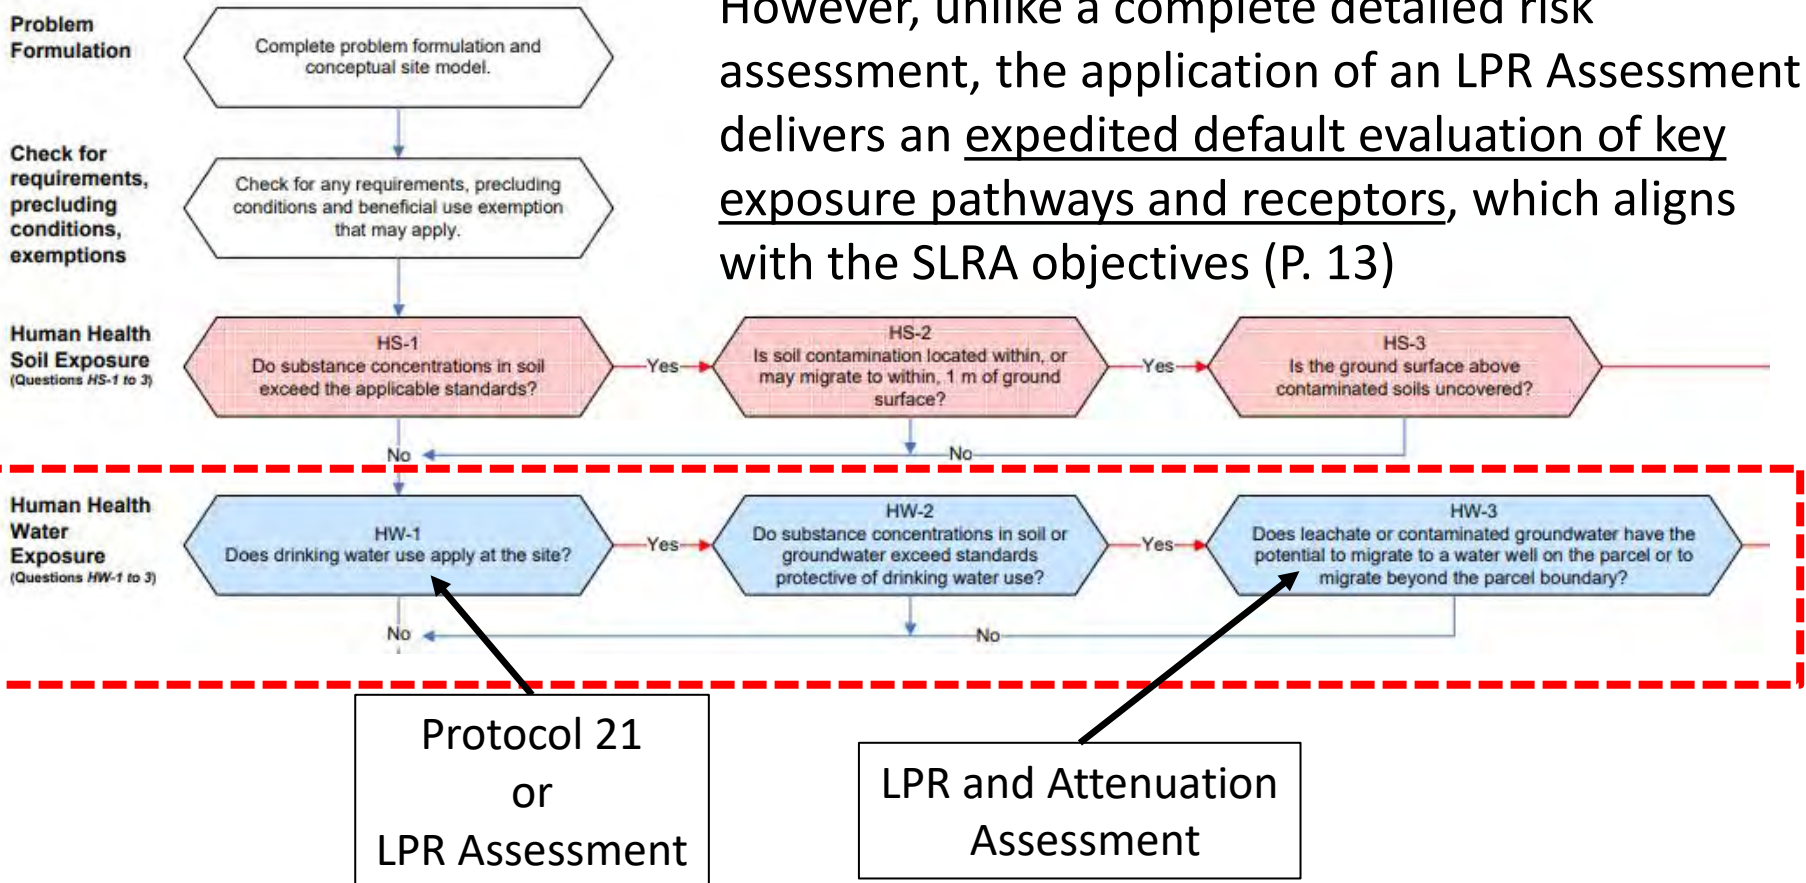 However, unlike a complete detailed risk
assessment, the application of an LPR Assessment
delivers an expedited default evaluation of key
exposure pathways and receptors, which aligns
with the SLRA objectives (P. 13)
Problem
Formulation
Complete problem formulation and
conceptual site model.
Check for
requirements,
precluding
conditions,
exemptions
Check for any requirements, precluding
conditions and beneficial use exemption
that may apply.
Human Health
Soil Exposure
(Questions HS-1 to 3)
HS-1
Do substance concentrations in soil
exceed the applicable standards?
Yes
HS-2
Is soil contamination located within, or
may migrate to within, 1 m of ground
surface?
Yes
HS-3
Is the ground surface above
contaminated soils uncovered?
No
No
Human Health
Water
Exposure
(Questions HW-1 to 3)
HW-1
Does drinking water use apply at the site?
Yes
HW-2
Do substance concentrations in soil or
groundwater exceed standards
protective of drinking water use?
Yes
HW-3
Does leachate or contaminated groundwater have the
potential to migrate to a water well on the parcel or to
migrate beyond the parcel boundary?
No
No
Protocol 21
or
LPR Assessment
LPR and Attenuation
Assessment